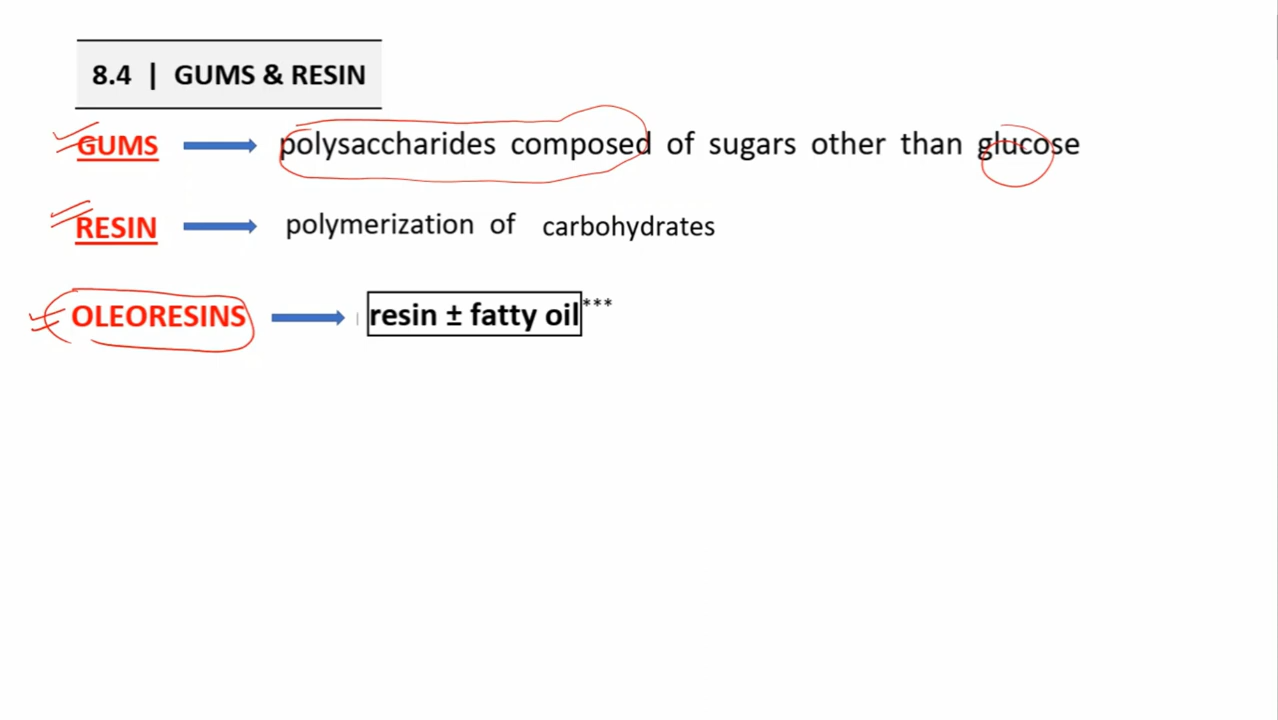 8.4 | GUMS & RESIN
GUMS polysaccharides composed of sugars other than glucose
RESIN polymerization of carbohydrates
OLEORESINS resin ± fatty oil***